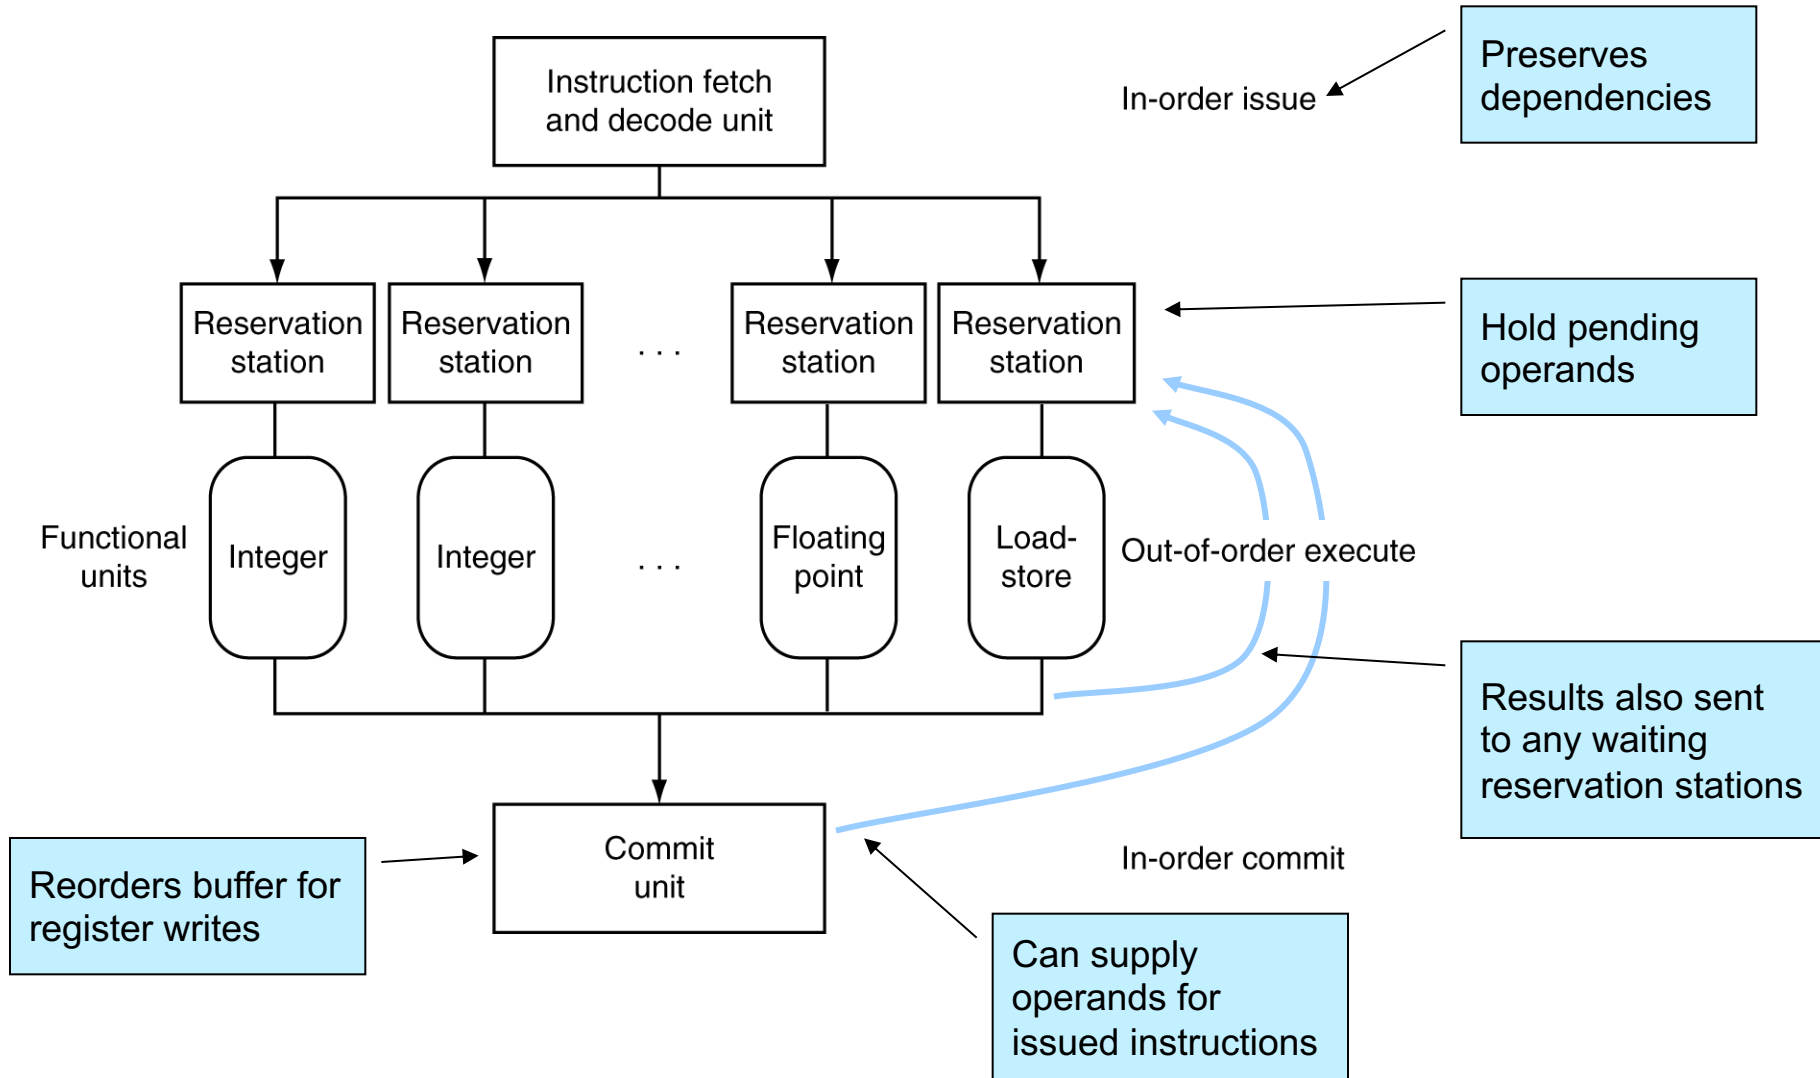 Instruction fetch
and decode unit
In-order issue
Preserves
dependencies
Reservation
station
Reservation
station
. . .
Reservation
station
Reservation
station
Hold pending
operands
Functional
units
Integer
Integer
. . .
Floating
point
Load-
store
Out-of-order execute
Results also sent
to any waiting
reservation stations
Commit
unit
In-order commit
Reorders buffer for
register writes
Can supply
operands for
issued instructions